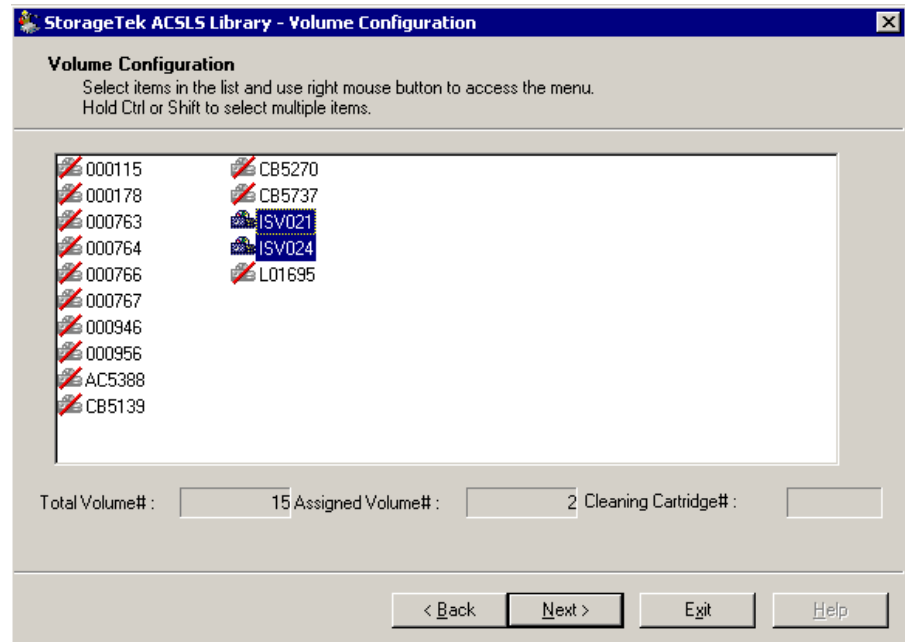 StorageTek ACSLS Library - Volume Configuration
Volume Configuration
Select items in the list and use right mouse button to access the menu.
Hold Ctrl or Shift to select multiple items.
000115
000178
000763
000764
000766
000767
000946
000956
AC5388
CB5139
CB5270
CB5737
ISV021
ISV024
L01695
Total Volume# : 15 Assigned Volume# : 2 Cleaning Cartridge# :
< Back Next > Exit Help